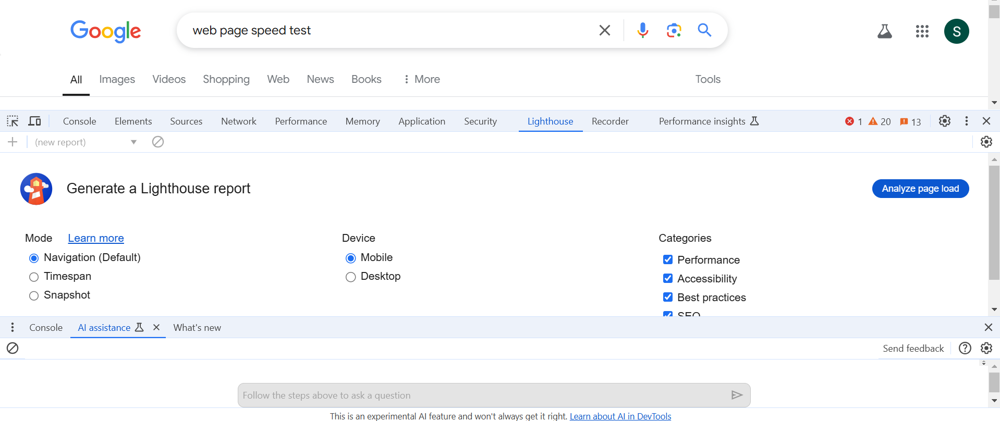 Google
web page speed test
S
All Images Videos Shopping Web News Books More Tools
Console Elements Sources Network Performance Memory Application Security Lighthouse Recorder Performance insights 1 20 13
(new report)
Generate a Lighthouse report
Analyze page load
Mode Learn more
Navigation (Default)
Timespan
Snapshot
Device
Mobile
Desktop
Categories
Performance
Accessibility
Best practices
SEO
Console AI assistance What's new
Send feedback
Follow the steps above to ask a question
This is an experimental AI feature and won't always get it right. Learn about AI in DevTools